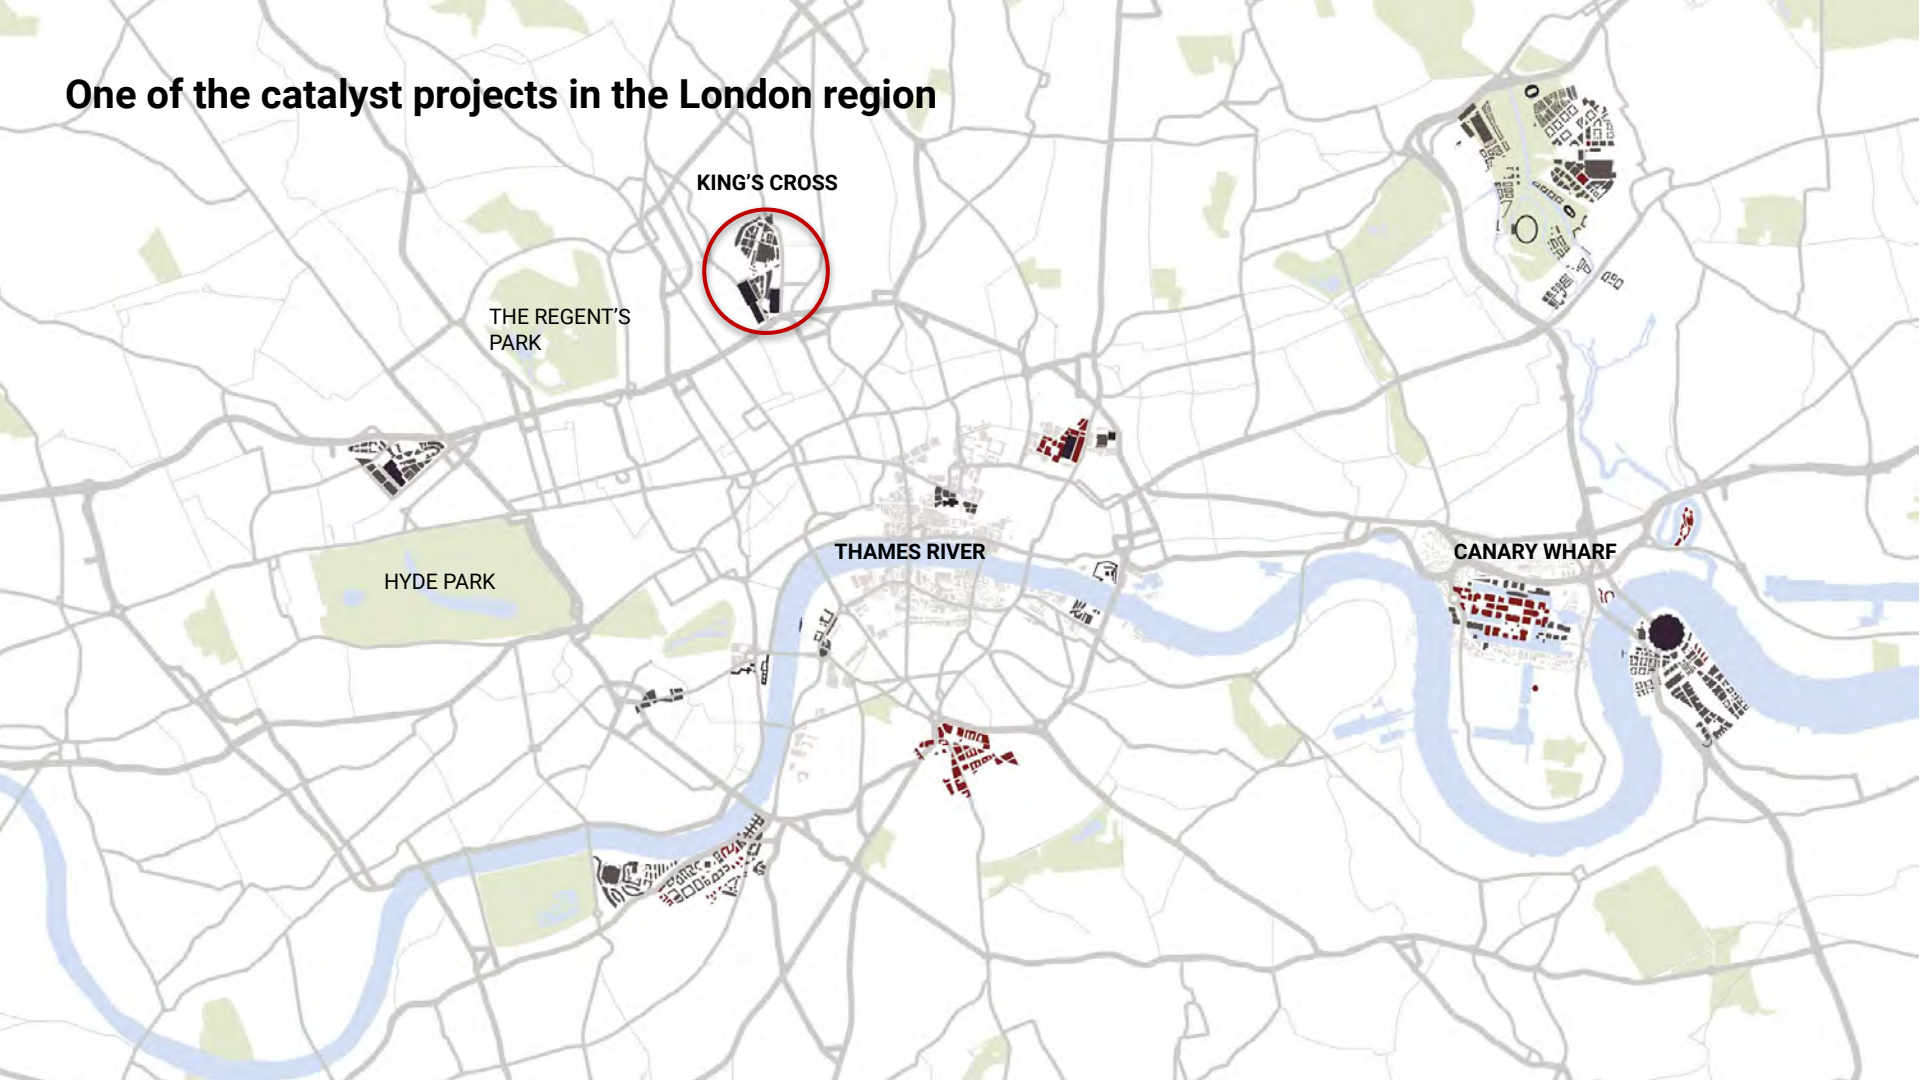 One of the catalyst projects in the London region
KING’S CROSS
THE REGENT’S
PARK
THAMES RIVER
CANARY WHARF
HYDE PARK